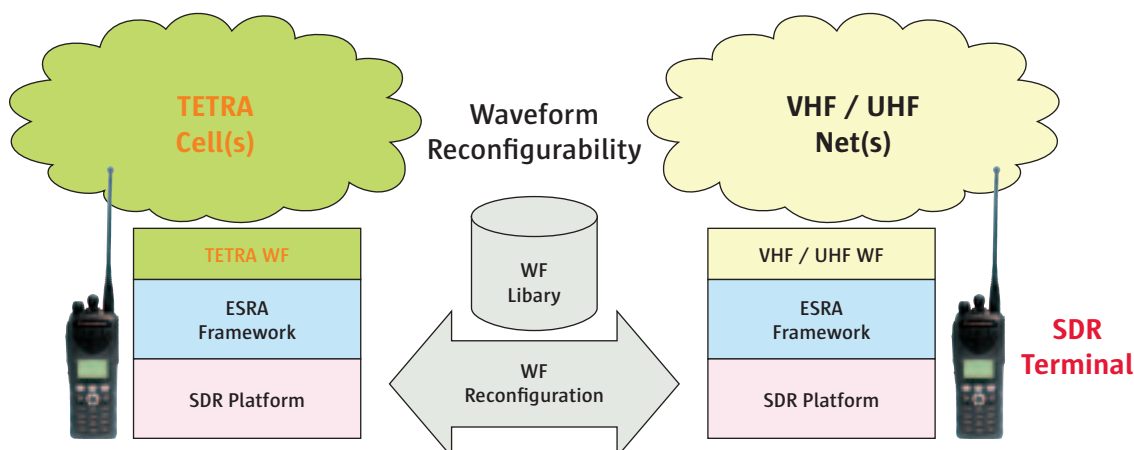 TETRA
Cell(s)
Waveform
Reconfigurability
VHF / UHF
Net(s)
TETRA WF
ESRA
Framework
SDR Platform
WF
Libary
WF
Reconfiguration
VHF / UHF WF
ESRA
Framework
SDR Platform
SDR
Terminal